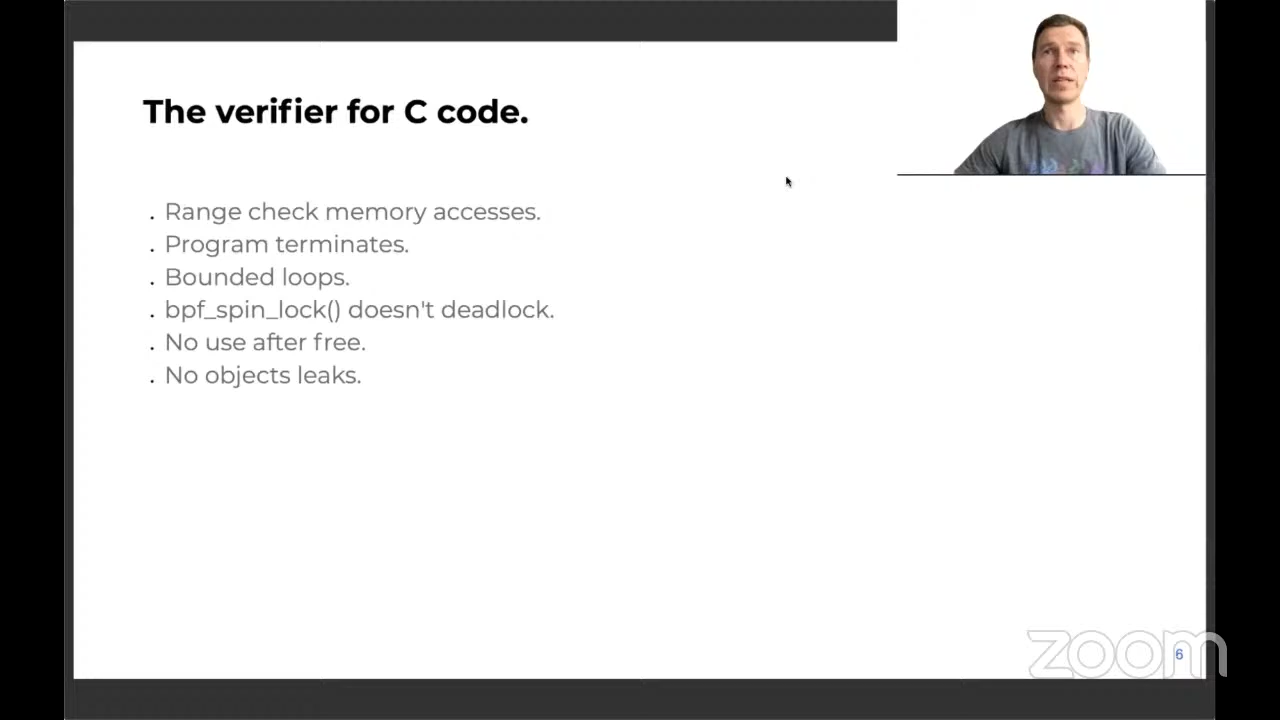 The verifier for C code.
. Range check memory accesses.
. Program terminates.
. Bounded loops.
. bpf_spin_lock() doesn't deadlock.
. No use after free.
. No objects leaks.
zoom
6